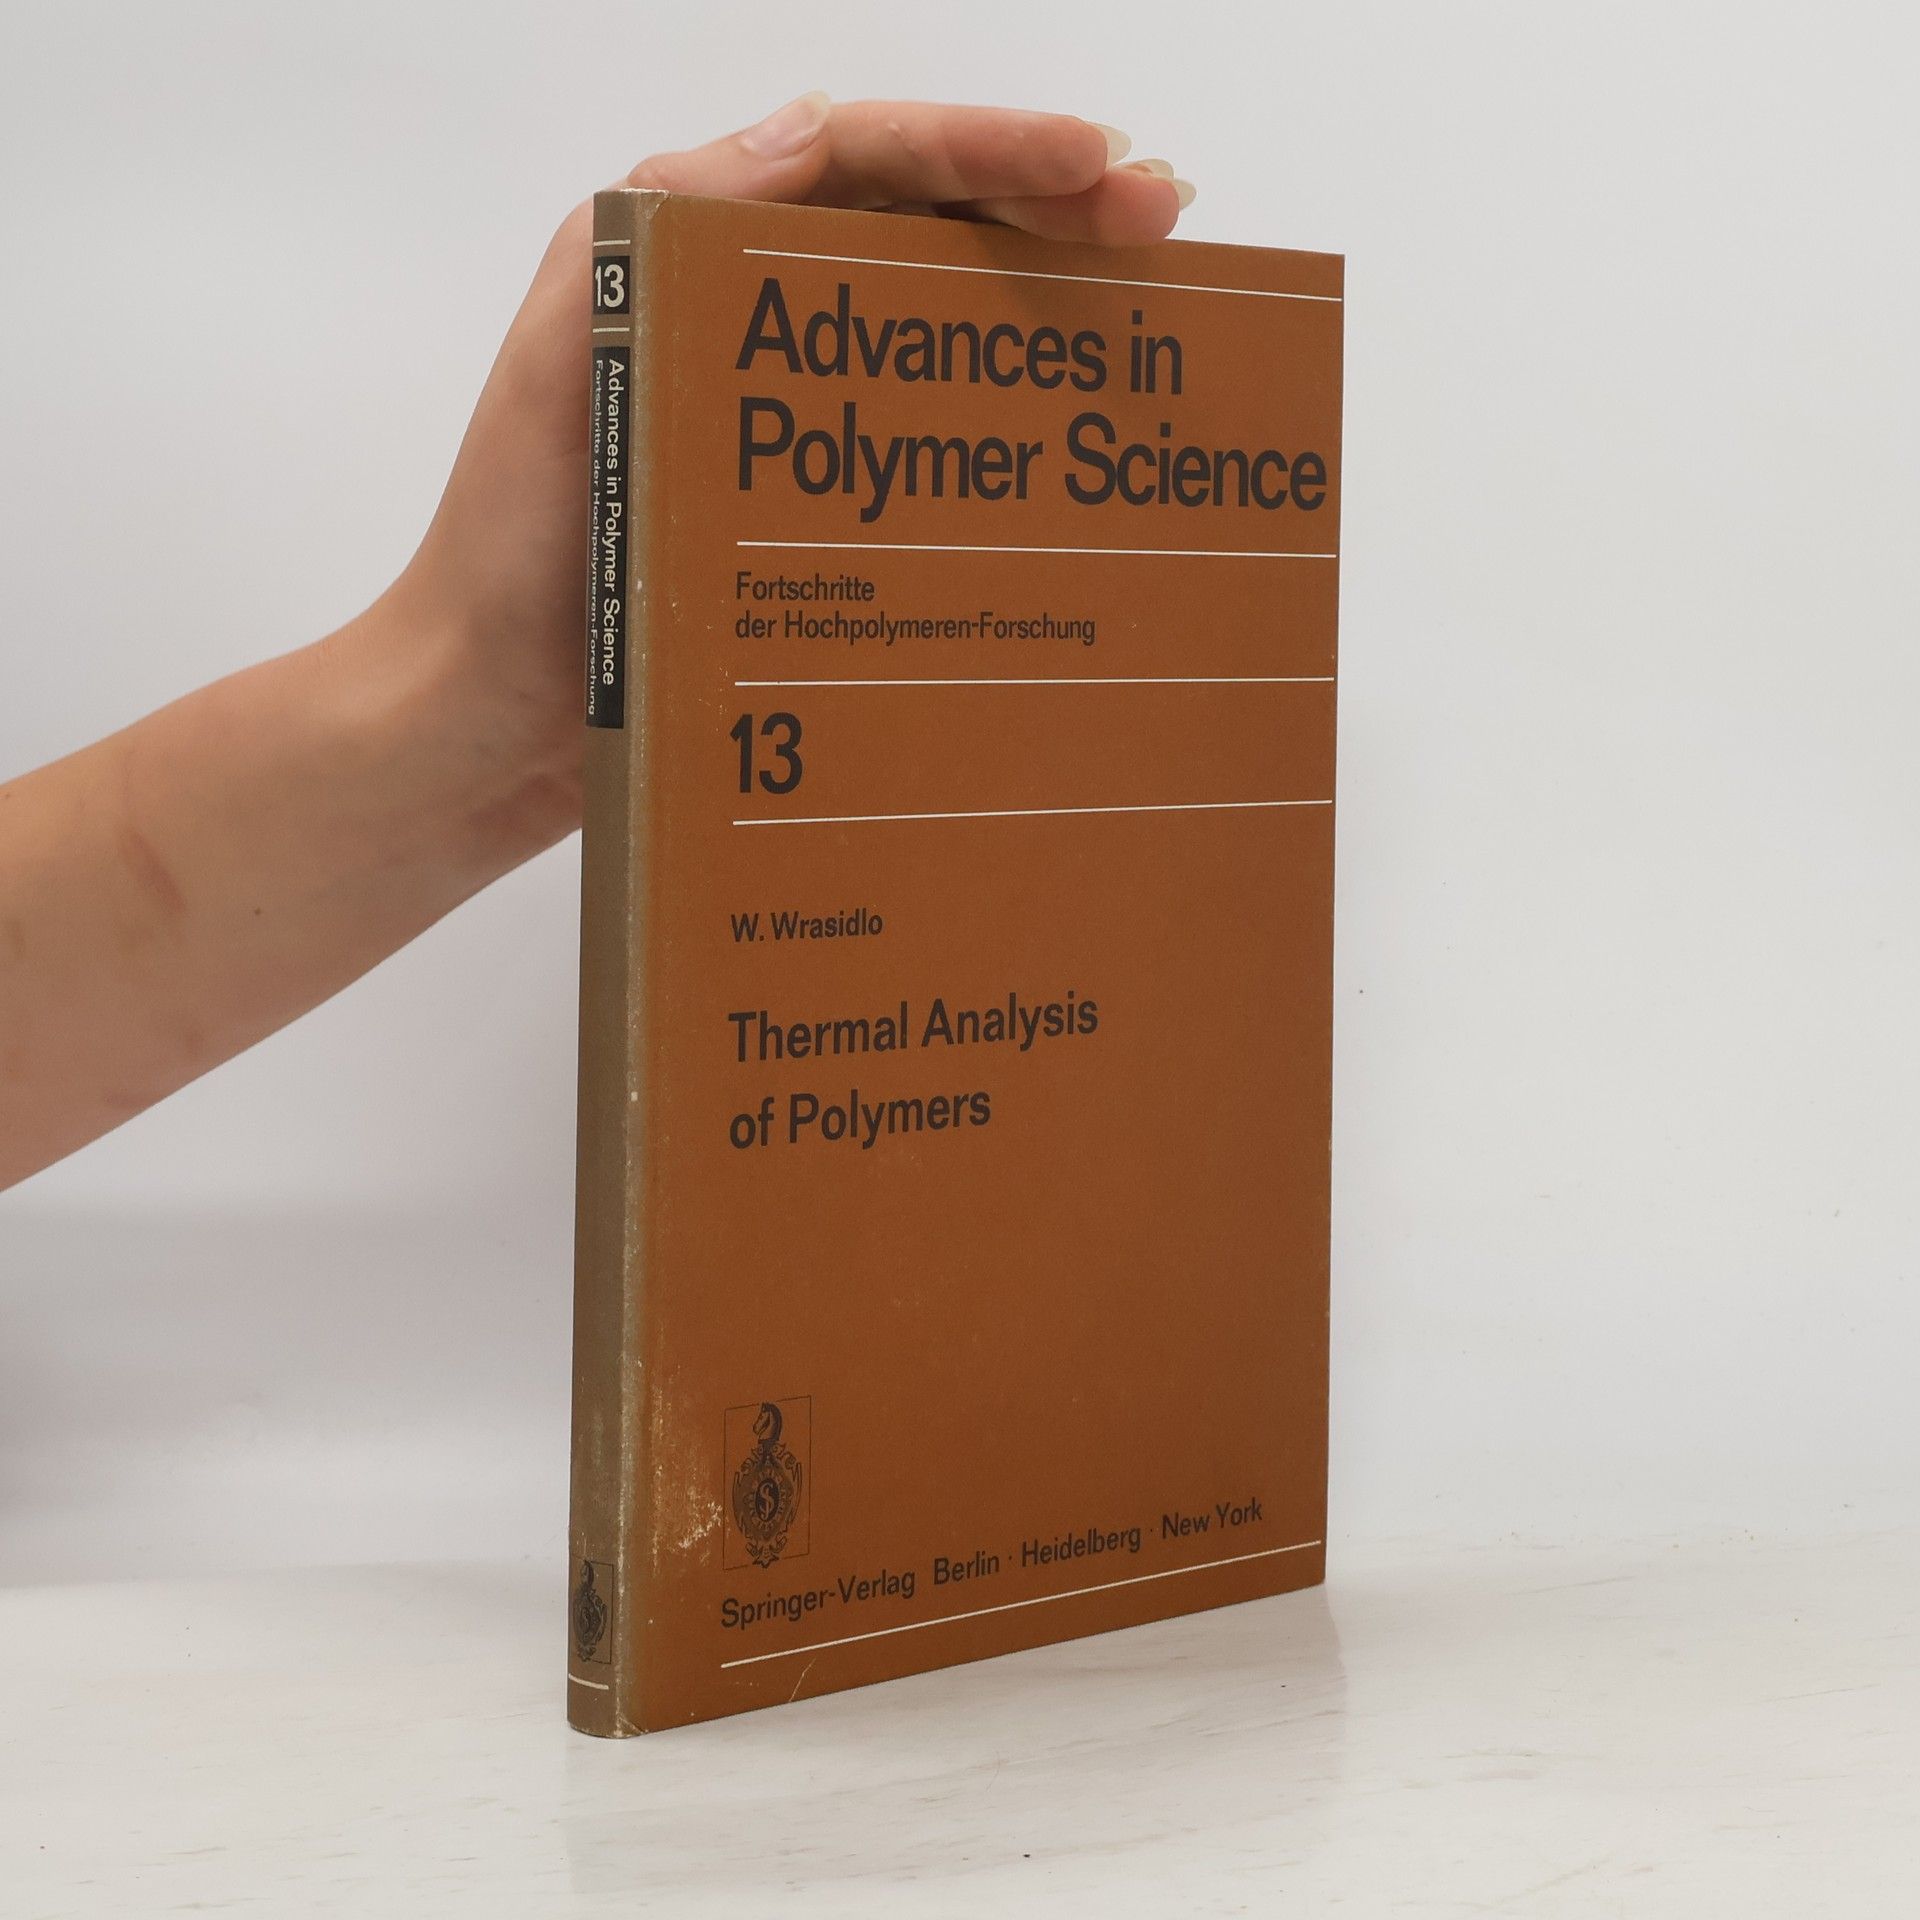 13
Advances in Polymer Science
Fortschritte der Hochpolymeren-Forschung
Advances in
Polymer Science
Fortschritte
der Hochpolymeren-Forschung
13
W. Wrasidlo
Thermal Analysis
of Polymers
Springer-Verlag Berlin · Heidelberg · New York